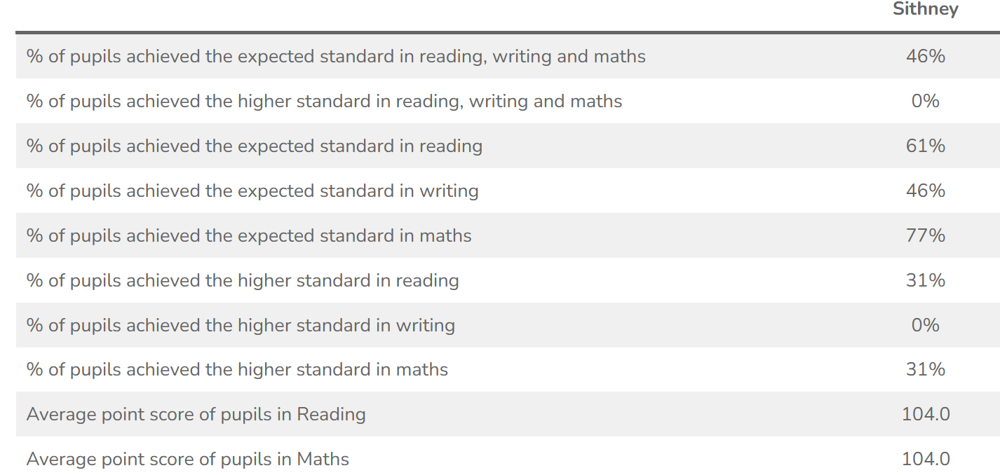 Sithney
% of pupils achieved the expected standard in reading, writing and maths 46%
% of pupils achieved the higher standard in reading, writing and maths 0%
% of pupils achieved the expected standard in reading 61%
% of pupils achieved the expected standard in writing 46%
% of pupils achieved the expected standard in maths 77%
% of pupils achieved the higher standard in reading 31%
% of pupils achieved the higher standard in writing 0%
% of pupils achieved the higher standard in maths 31%
Average point score of pupils in Reading 104.0
Average point score of pupils in Maths 104.0